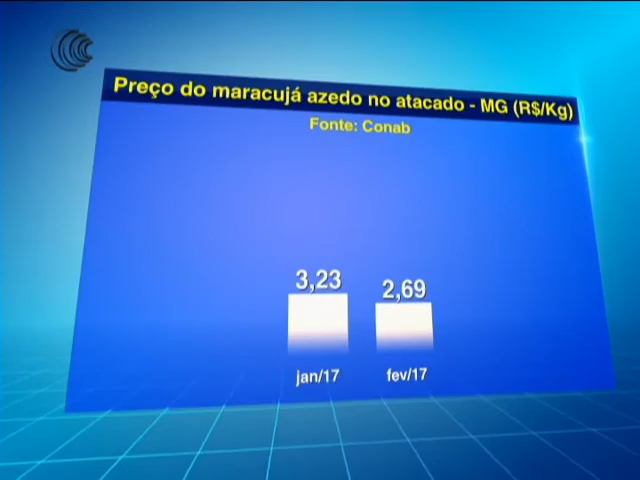 Preço do maracujá azedo no atacado - MG (R$/Kg)
Fonte: Conab
3,23
2,69
jan/17
fev/17